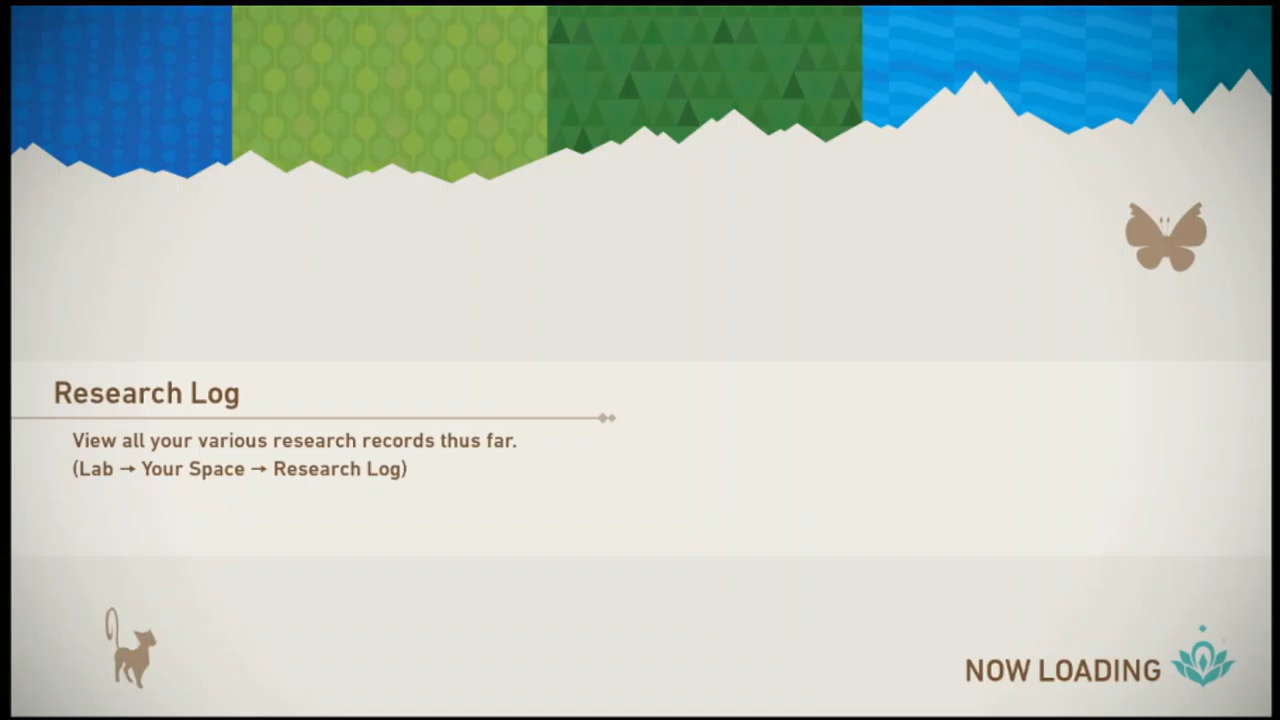 Research Log
View all your various research records thus far.
(Lab → Your Space → Research Log)
NOW LOADING